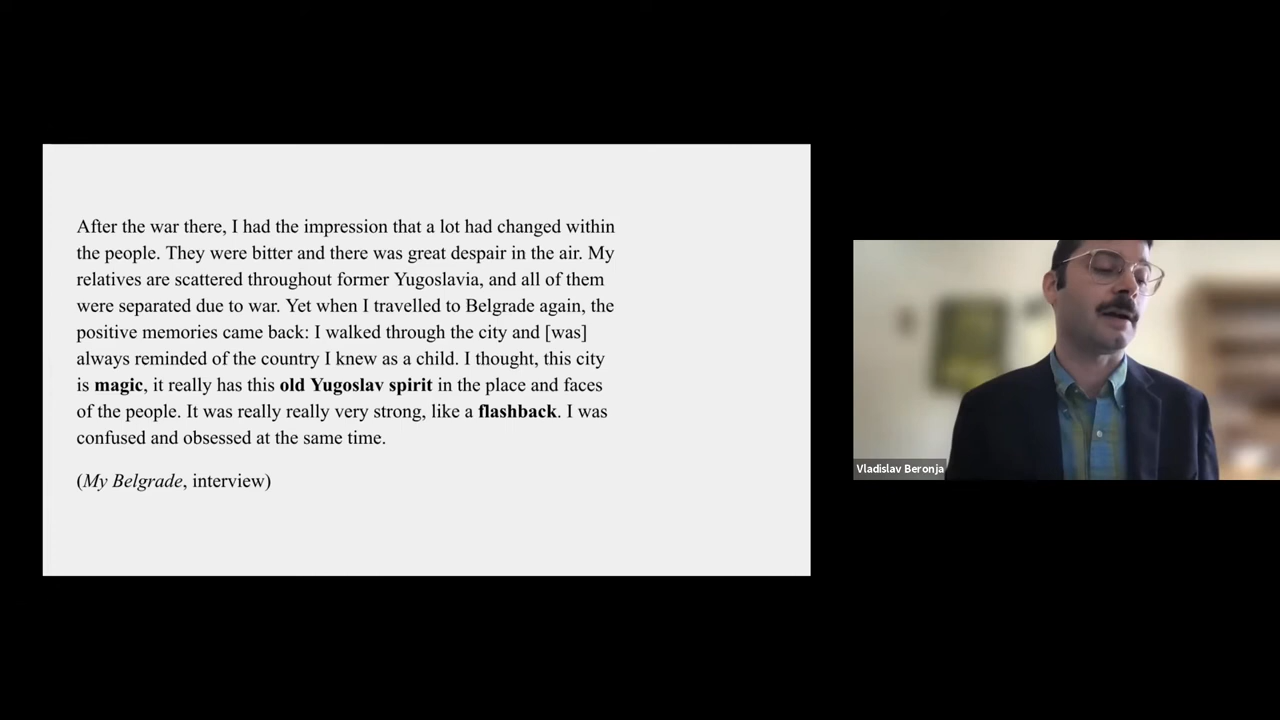 After the war there, I had the impression that a lot had changed within
the people. They were bitter and there was great despair in the air. My
relatives are scattered throughout former Yugoslavia, and all of them
were separated due to war. Yet when I travelled to Belgrade again, the
positive memories came back: I walked through the city and [was]
always reminded of the country I knew as a child. I thought, this city
is magic, it really has this old Yugoslav spirit in the place and faces
of the people. It was really really very strong, like a flashback. I was
confused and obsessed at the same time.
(My Belgrade, interview)
Vladislav Beronja